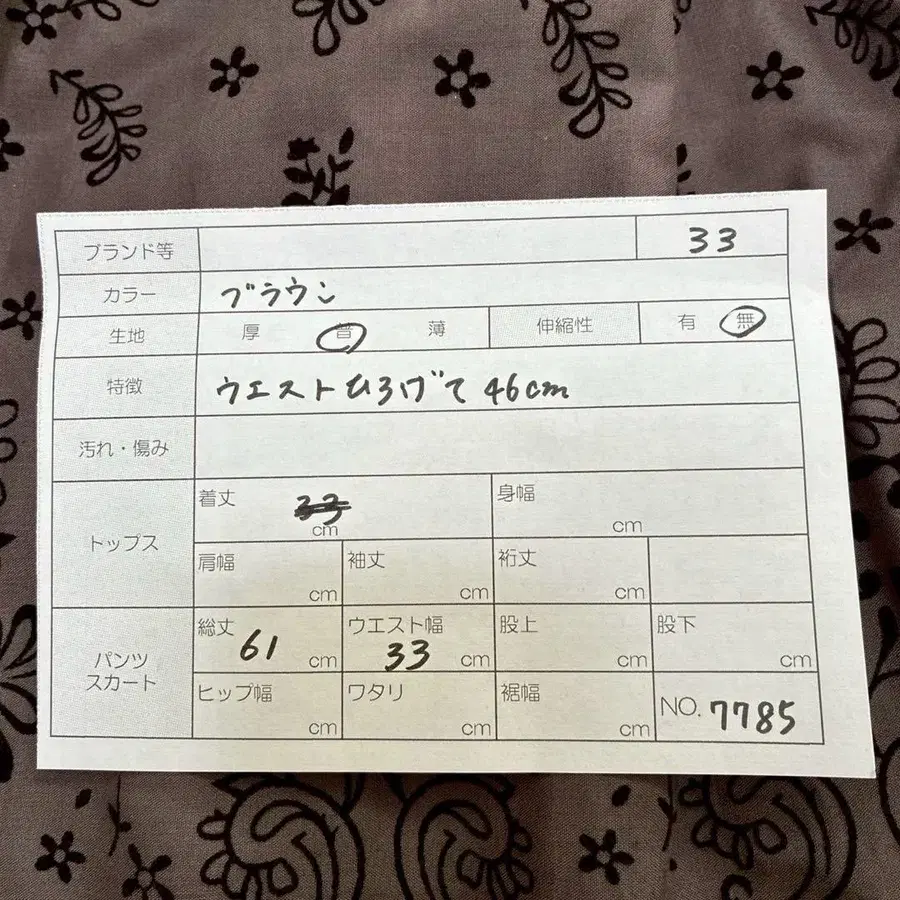 ブランド等 33
カラー ブラウン
生地 厚 普 薄 伸縮性 有 無
特徴 ウエストひろげて 46cm
汚れ・傷み
トップス
着丈 33 cm 身幅 cm
肩幅 cm 袖丈 cm 裄丈 cm
パンツ
スカート
総丈 61 cm ウエスト幅 33 cm 股上 cm 股下 cm
ヒップ幅 cm ワタリ cm 裾幅 cm NO. 7785